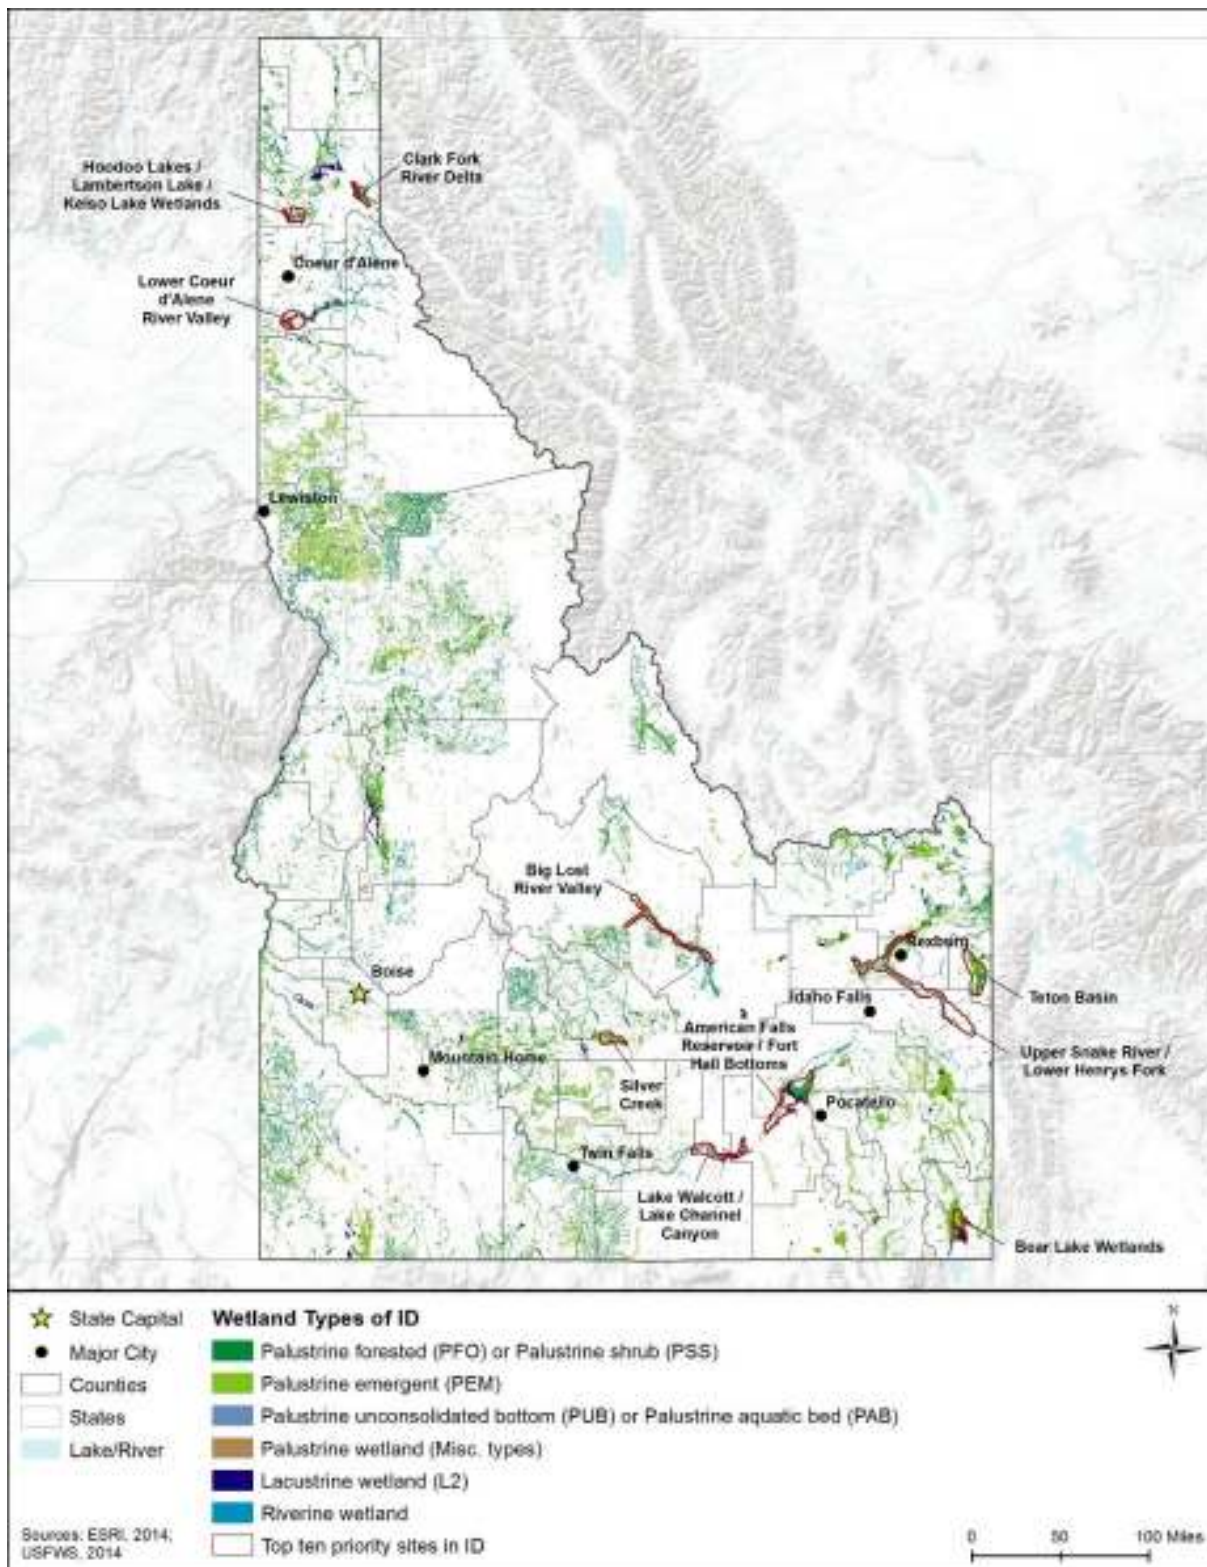 Hoodoo Lakes /
Lambertson Lake /
Kelso Lake Wetlands
Clark Fork
River Delta
Coeur d'Alene
Lower Coeur
d'Alene
River Valley
Lewiston
Big Lost
River Valley
Rexburg
Boise
Teton Basin
Idaho Falls
American Falls
Reservoir / Fort
Hall Bottoms
Upper Snake River /
Lower Henrys Fork
Mountain Home
Silver
Creek
Pocatello
Twin Falls
Lake Walcott /
Lake Channel
Canyon
Bear Lake Wetlands
State Capital
Major City
Counties
States
Lake/River
Sources: ESRI, 2014;
USFWS, 2014
Wetland Types of ID
Palustrine forested (PFO) or Palustrine shrub (PSS)
Palustrine emergent (PEM)
Palustrine unconsolidated bottom (PUB) or Palustrine aquatic bed (PAB)
Palustrine wetland (Misc. types)
Lacustrine wetland (L2)
Riverine wetland
Top ten priority sites in ID
N
0 50 100 Miles